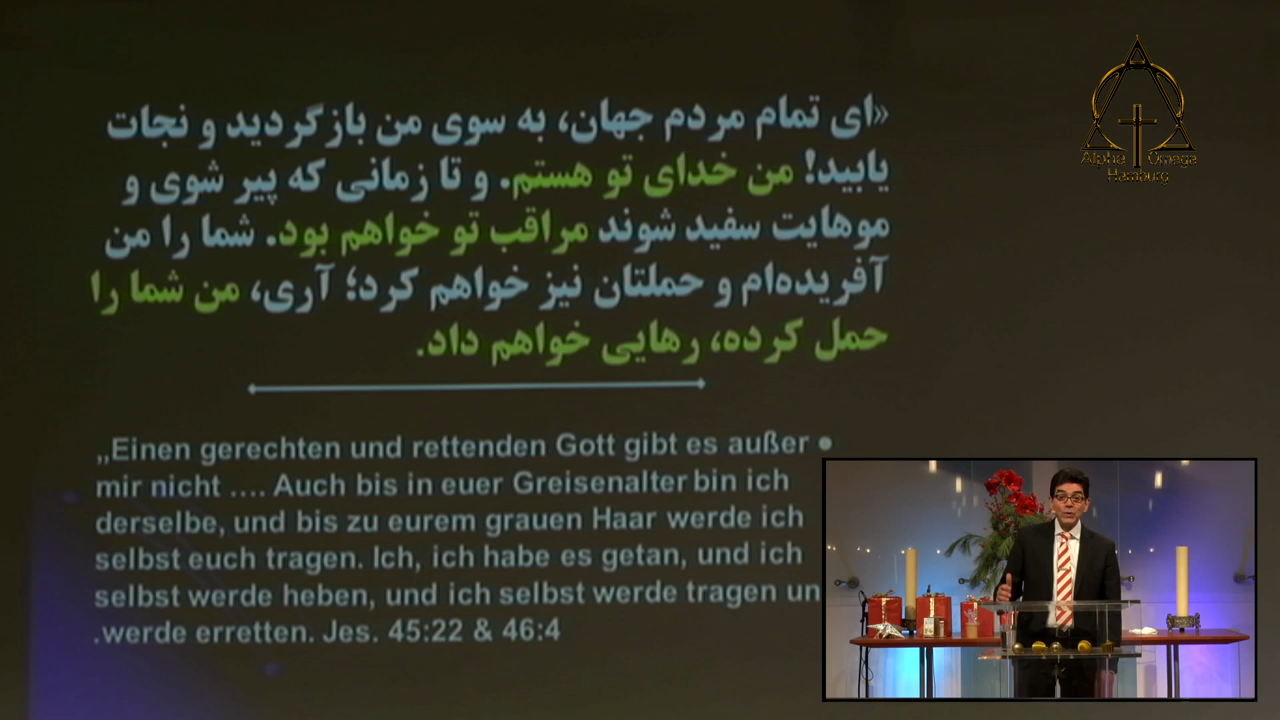 «ای تمام مردم جهان، به سوی من بازگردید و نجات
یابید! من خدای تو هستم. و تا زمانی که پیر شوی و
موهایت سفید شوند مراقب تو خواهم بود. شما را من
آفریده‌ام و حملتان نیز خواهم کرد؛ آری، من شما را
حمل کرده، رهایی خواهم داد.
„Einen gerechten und rettenden Gott gibt es außer •
mir nicht …. Auch bis in euer Greisenalter bin ich
derselbe, und bis zu eurem grauen Haar werde ich
selbst euch tragen. Ich, ich habe es getan, und ich
selbst werde heben, und ich selbst werde tragen un
.werde erretten. Jes. 45:22 & 46:4
Alpha Omega
Hamburg